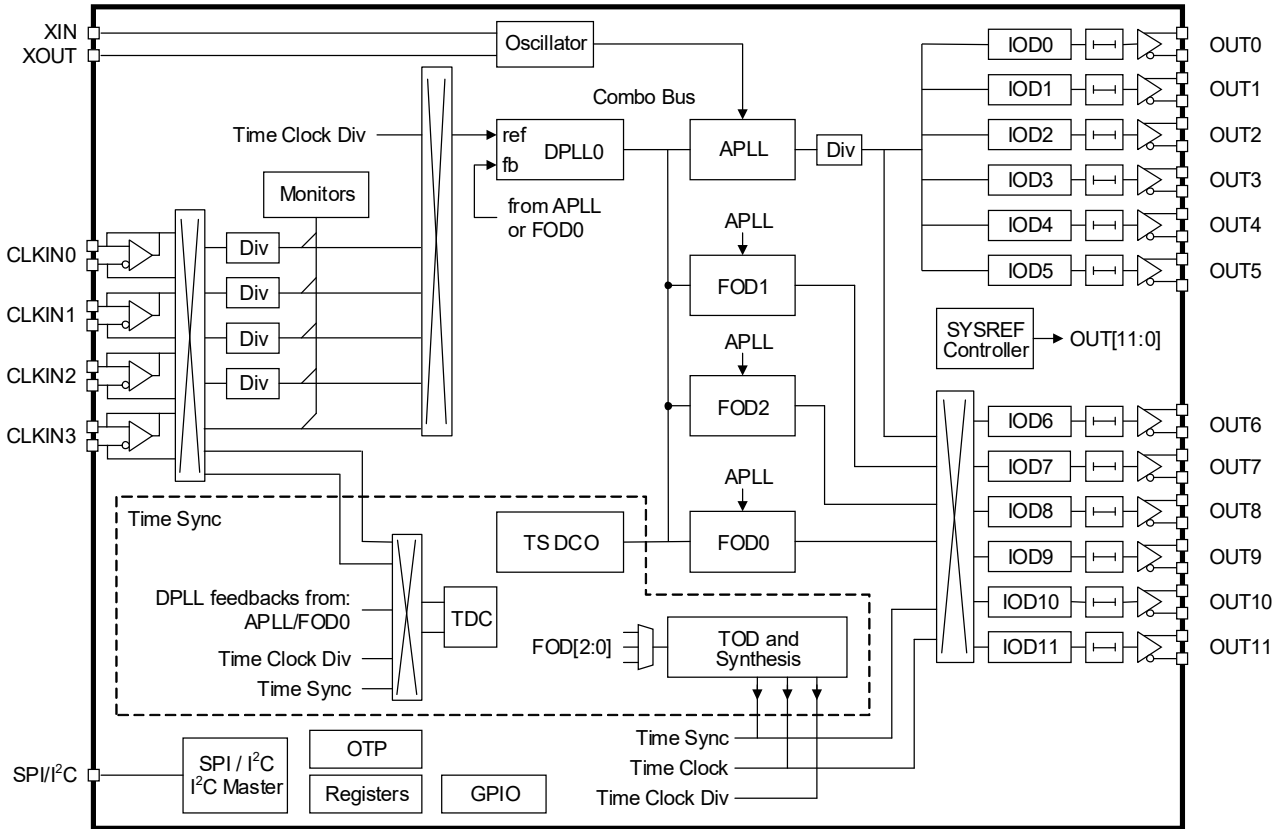 XIN
XOUT
Oscillator
Combo Bus
Time Clock Div
ref
fb
DPLL0
from APLL
or FOD0
Monitors
APLL
Div
IOD0
OUT0
IOD1
OUT1
IOD2
OUT2
IOD3
OUT3
IOD4
OUT4
IOD5
OUT5
CLKIN0
CLKIN1
CLKIN2
CLKIN3
Div
Div
Div
Div
APLL
FOD1
APLL
FOD2
APLL
FOD0
SYSREF
Controller
OUT[11:0]
IOD6
OUT6
IOD7
OUT7
IOD8
OUT8
IOD9
OUT9
IOD10
OUT10
IOD11
OUT11
Time Sync
TS DCO
DPLL feedbacks from:
APLL/FOD0
Time Clock Div
Time Sync
TDC
FOD[2:0]
TOD and
Synthesis
Time Sync
Time Clock
Time Clock Div
SPI/I²C
SPI / I²C
I²C Master
OTP
Registers
GPIO